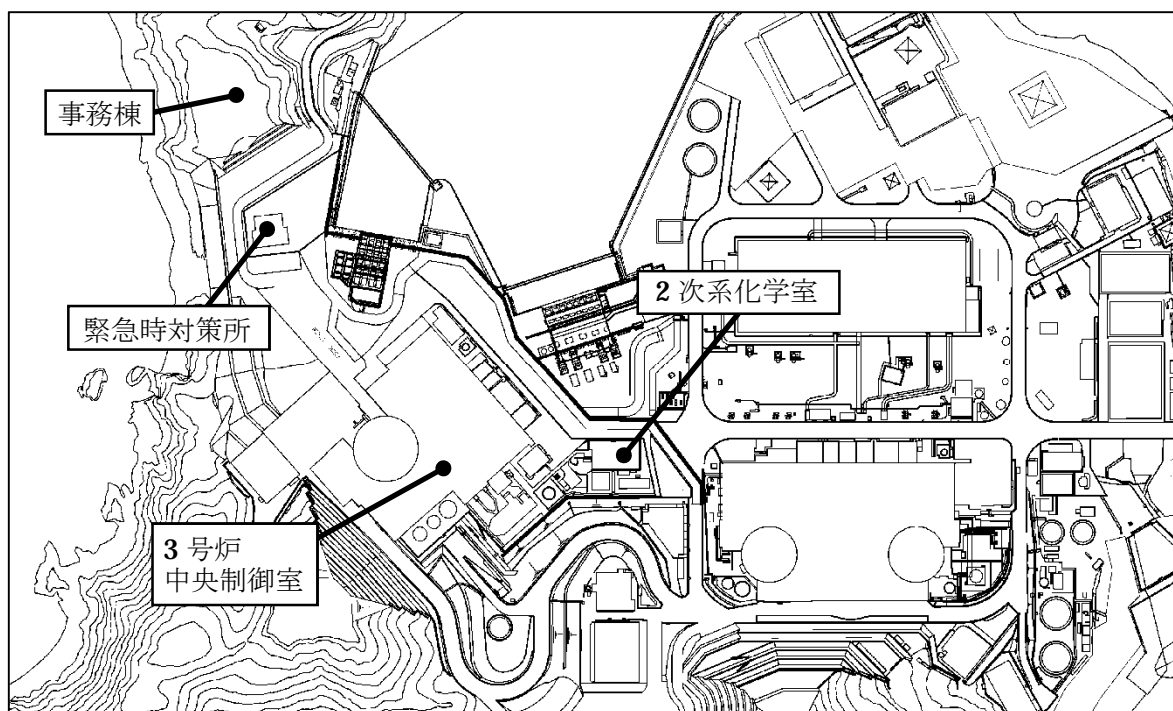 事務棟
緊急時対策所
2 次系化学室
3 号炉
中央制御室